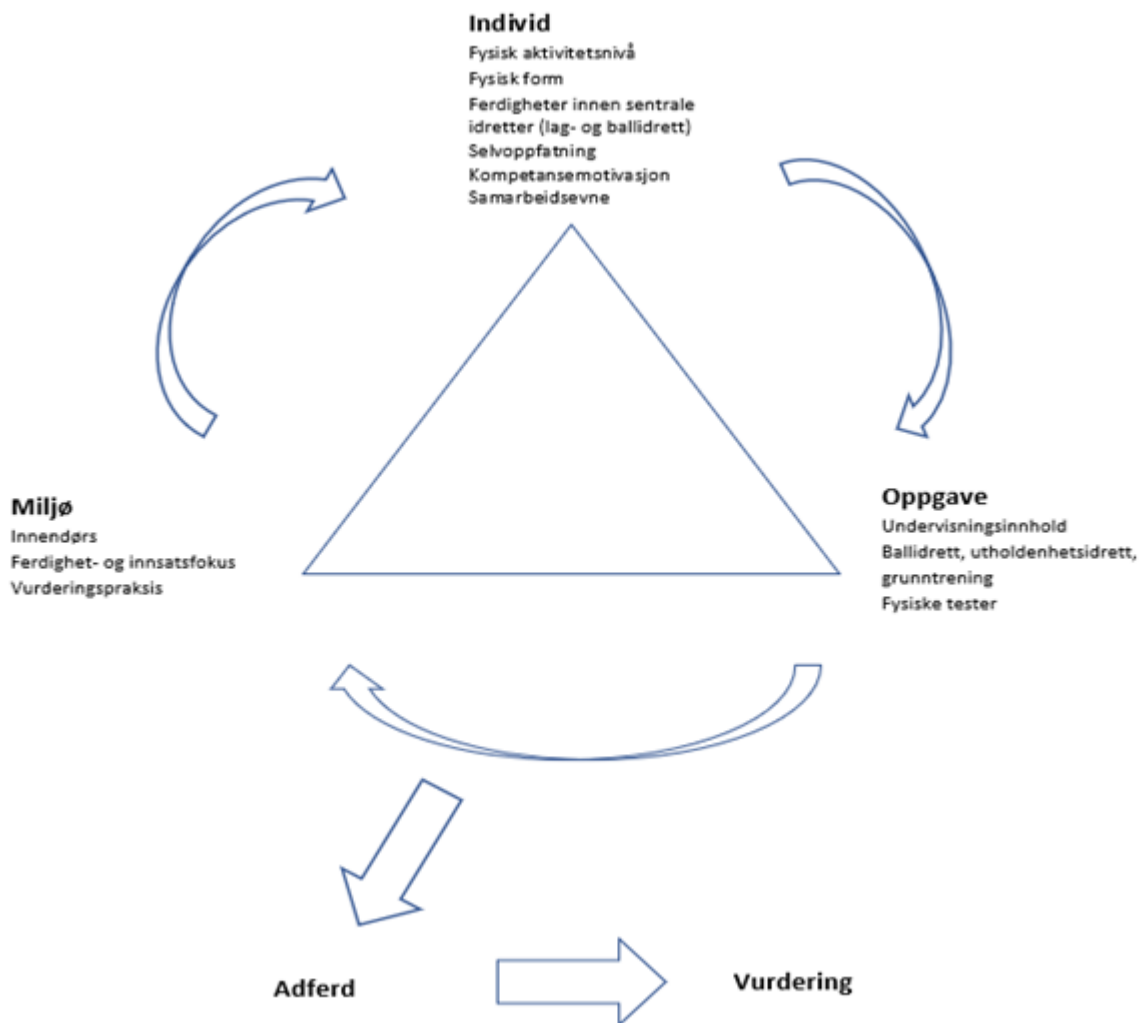 Individ
Fysisk aktivitetsnivå
Fysisk form
Ferdigheter innen sentrale
idretter (lag- og ballidrett)
Selvoppfatning
Kompetansemotivasjon
Samarbeidsevne
Miljø
Innendørs
Ferdighet- og innsatsfokus
Vurderingspraksis
Oppgave
Undervisningsinnhold
Ballidrett, utholdenhetsidrett,
grunntrening
Fysiske tester
Adferd
Vurdering